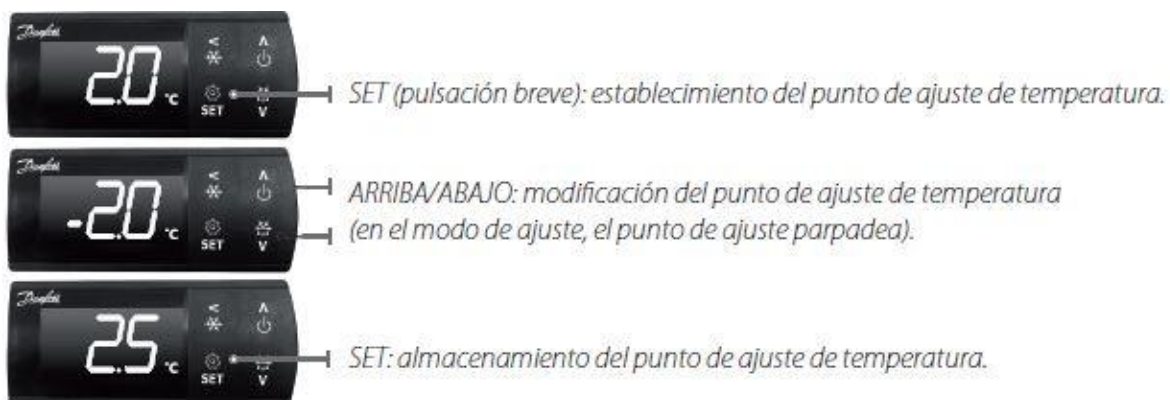 Danfoss
2.0 °C
SET
SET (pulsación breve): establecimiento del punto de ajuste de temperatura.
Danfoss
-2.0 °C
SET
ARRIBA/ABAJO: modificación del punto de ajuste de temperatura
(en el modo de ajuste, el punto de ajuste parpadea).
Danfoss
2.5 °C
SET
SET: almacenamiento del punto de ajuste de temperatura.